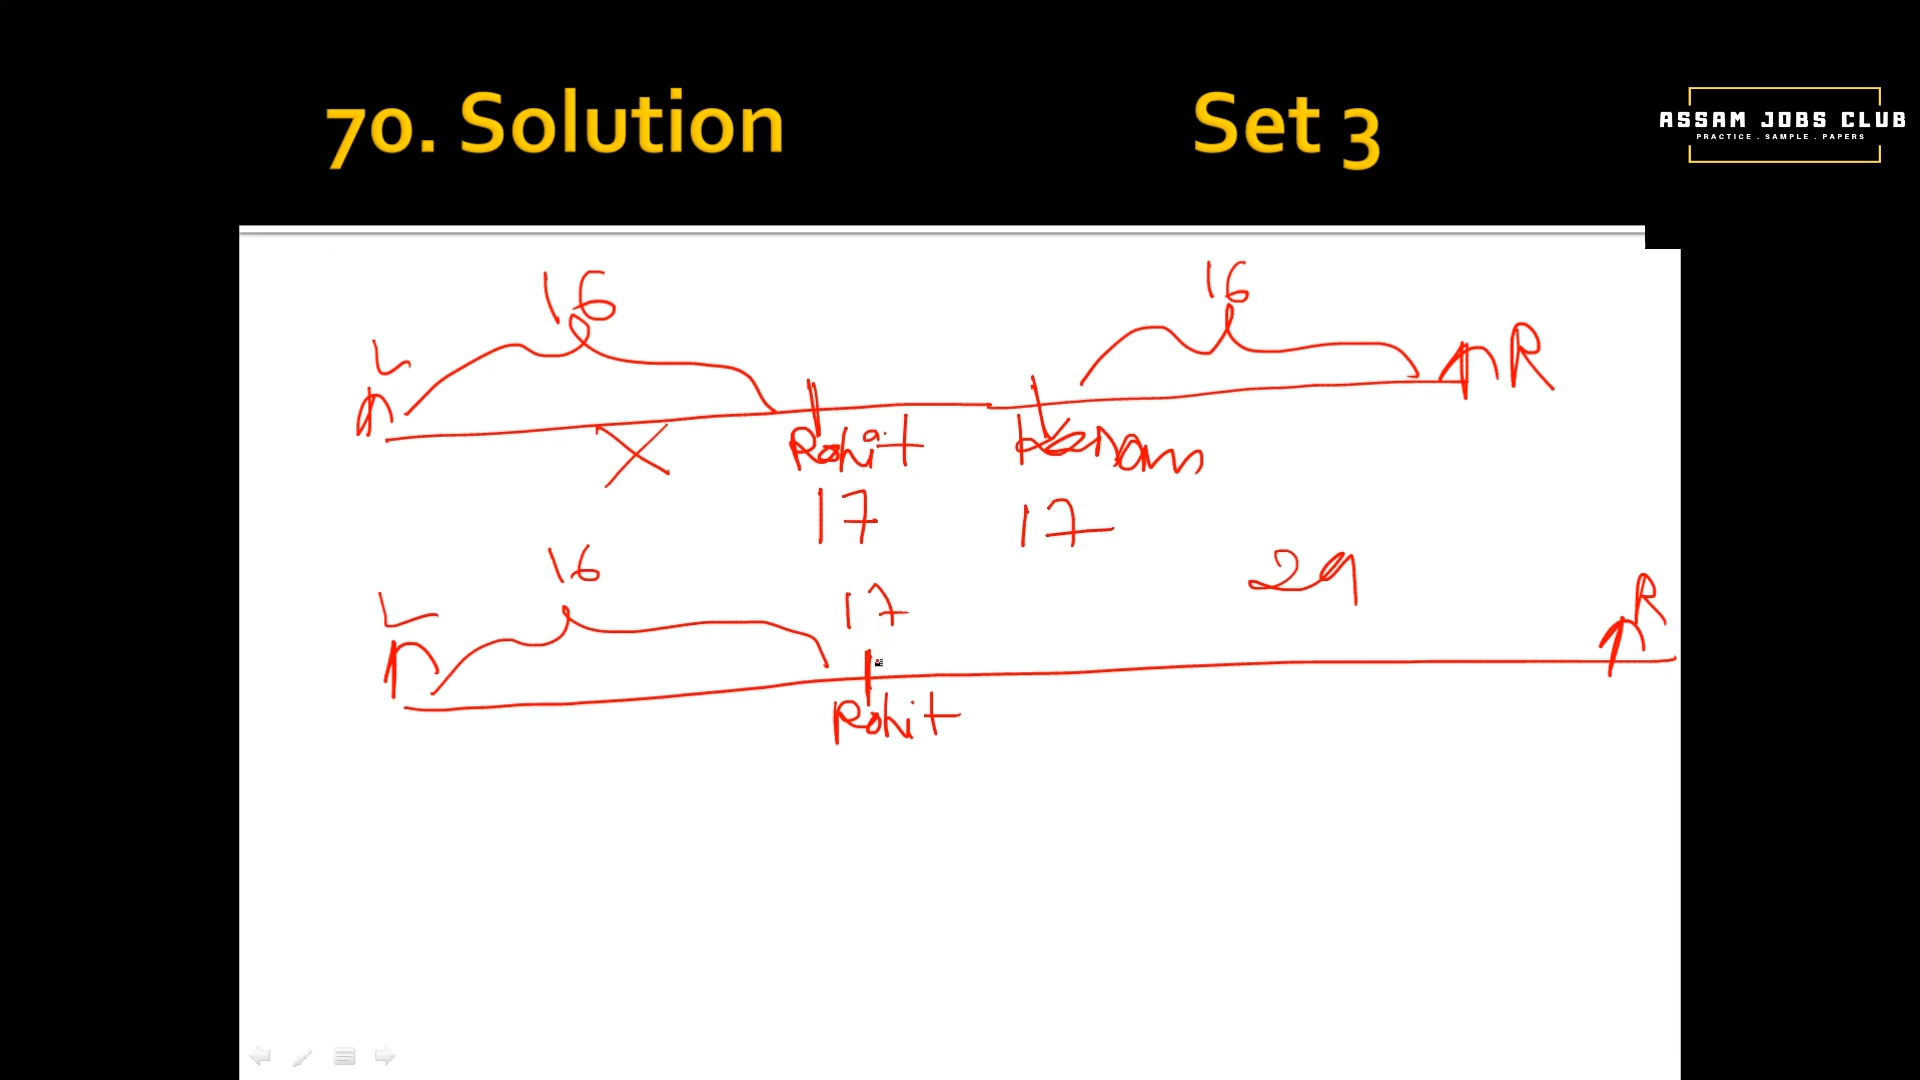 70. Solution
Set 3
ASSAM JOBS CLUB
PRACTICE . SAMPLE . PAPERS
16
16
L
R
Rohit
17
17
16
17
29
L
R
Rohit